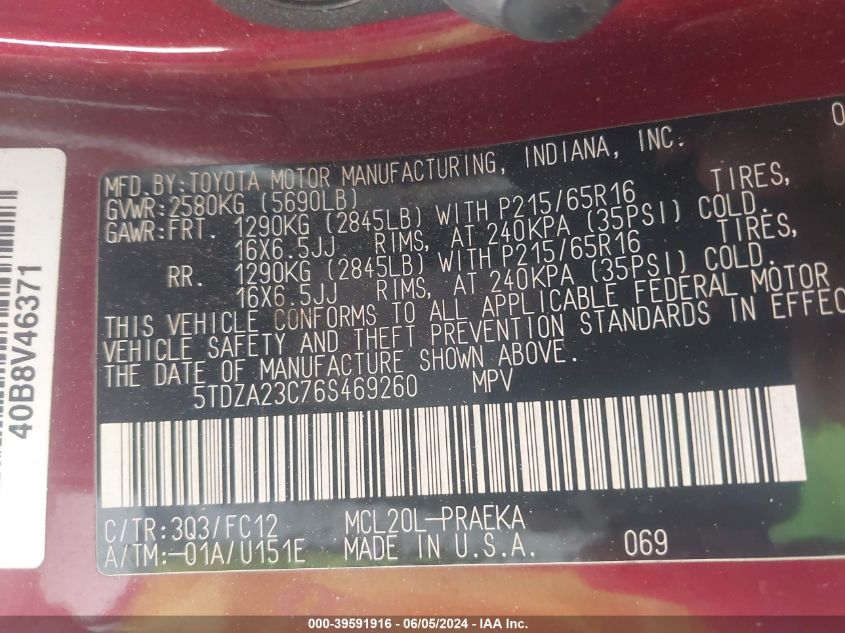 0
MFD.BY:TOYOTA MOTOR MANUFACTURING, INDIANA, INC.
GVWR:2580KG (5690LB)
GAWR:FRT. 1290KG (2845LB) WITH P215/65R16 TIRES,
16X6.5JJ RIMS, AT 240KPA (35PSI) COLD.
RR. 1290KG (2845LB) WITH P215/65R16 TIRES,
16X6.5JJ RIMS, AT 240KPA (35PSI) COLD.
THIS VEHICLE CONFORMS TO ALL APPLICABLE FEDERAL MOTOR
VEHICLE SAFETY AND THEFT PREVENTION STANDARDS IN EFFEC
THE DATE OF MANUFACTURE SHOWN ABOVE.
5TDZA23C76S469260 MPV
C/TR:3Q3/FC12 MCL20L-PRAEKA
A/TM:-01A/U151E MADE IN U.S.A. 069
40B8V46371
000-39591916 - 06/05/2024 - IAA Inc.